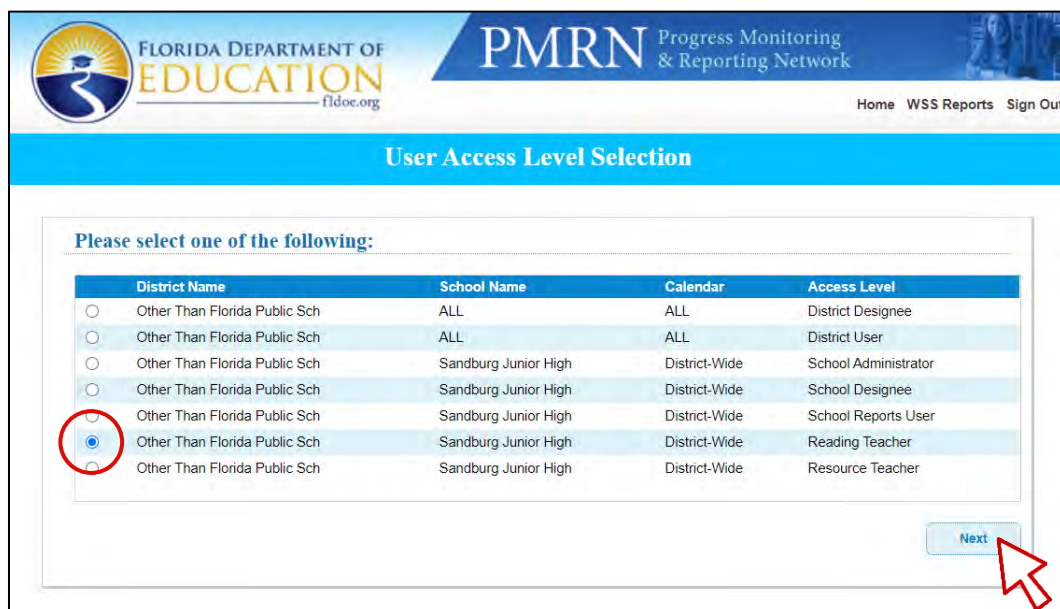 FLORIDA DEPARTMENT OF
EDUCATION
fldoe.org
PMRN Progress Monitoring
& Reporting Network
Home WSS Reports Sign Out
User Access Level Selection
Please select one of the following:
District Name School Name Calendar Access Level
Other Than Florida Public Sch ALL ALL District Designee
Other Than Florida Public Sch ALL ALL District User
Other Than Florida Public Sch Sandburg Junior High District-Wide School Administrator
Other Than Florida Public Sch Sandburg Junior High District-Wide School Designee
Other Than Florida Public Sch Sandburg Junior High District-Wide School Reports User
Other Than Florida Public Sch Sandburg Junior High District-Wide Reading Teacher
Other Than Florida Public Sch Sandburg Junior High District-Wide Resource Teacher
Next